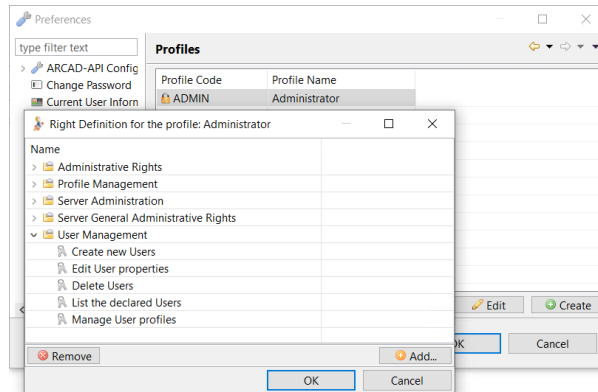 Preferences
type filter text
Profiles
ARCAD-API Config
Change Password
Current User Inforn
Profile Code Profile Name
ADMIN Administrator
Right Definition for the profile: Administrator
Name
Administrative Rights
Profile Management
Server Administration
Server General Administrative Rights
User Management
Create new Users
Edit User properties
Delete Users
List the declared Users
Manage User profiles
Edit Create
Remove Add...
OK Cancel
OK Cancel